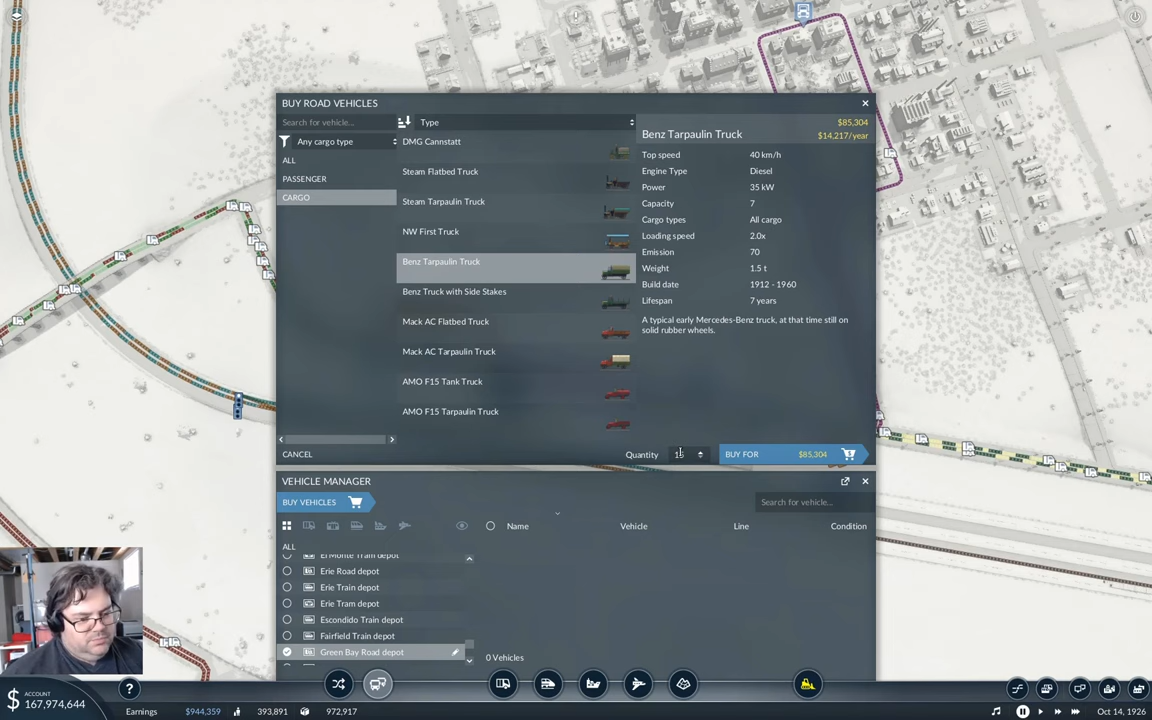 BUY ROAD VEHICLES
Search for vehicle...
Type
Any cargo type
ALL
PASSENGER
CARGO
DMG Cannstatt
Steam Flatbed Truck
Steam Tarpaulin Truck
NW First Truck
Benz Tarpaulin Truck
Benz Truck with Side Stakes
Mack AC Flatbed Truck
Mack AC Tarpaulin Truck
AMO F15 Tank Truck
AMO F15 Tarpaulin Truck
$85,304
Benz Tarpaulin Truck
$14,217/year
Top speed 40 km/h
Engine Type Diesel
Power 35 kW
Capacity 7
Cargo types All cargo
Loading speed 2.0x
Emission 70
Weight 1.5 t
Build date 1912 - 1960
Lifespan 7 years
A typical early Mercedes-Benz truck, at that time still on
solid rubber wheels.
CANCEL
Quantity
BUY FOR $85,304
VEHICLE MANAGER
BUY VEHICLES
Search for vehicle...
Name Vehicle Line Condition
ALL
El Monte Train depot
Erie Road depot
Erie Train depot
Erie Tram depot
Escondido Train depot
Fairfield Train depot
Green Bay Road depot
0 Vehicles
$ ACCOUNT
167,974,644
?
Earnings $944,359 393,891 972,917
Oct 14, 1926